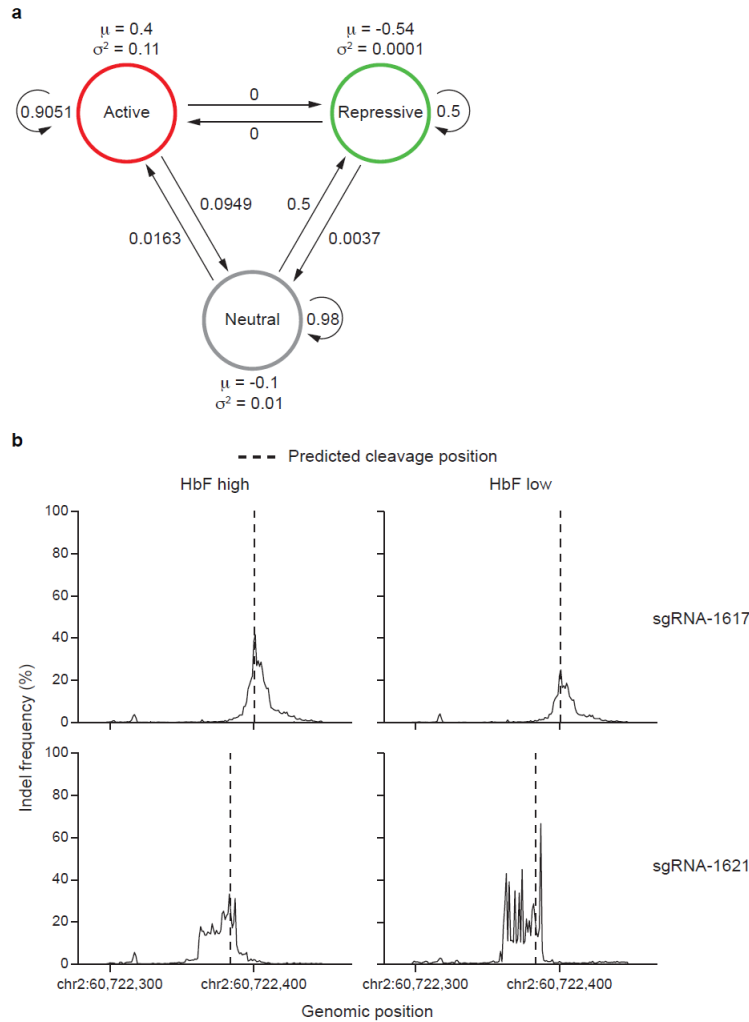 a
μ = 0.4
σ² = 0.11
μ = -0.54
σ² = 0.0001
0.9051
Active
0
0
Repressive
0.5
0.0949
0.5
0.0163
0.0037
Neutral
0.98
μ = -0.1
σ² = 0.01
b
Predicted cleavage position
HbF high
HbF low
Indel frequency (%)
100
80
60
40
20
0
sgRNA-1617
100
80
60
40
20
0
sgRNA-1621
chr2:60,722,300
chr2:60,722,400
chr2:60,722,300
chr2:60,722,400
Genomic position